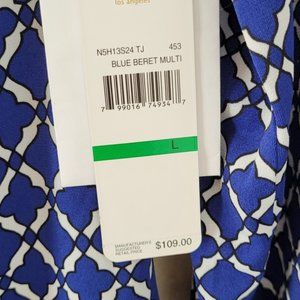 los angeles
N5H13S24 TJ 453
BLUE BERET MULTI
7 99016 74934 7
L
MANUFACTURER'S
SUGGESTED
RETAIL PRICE
$109.00